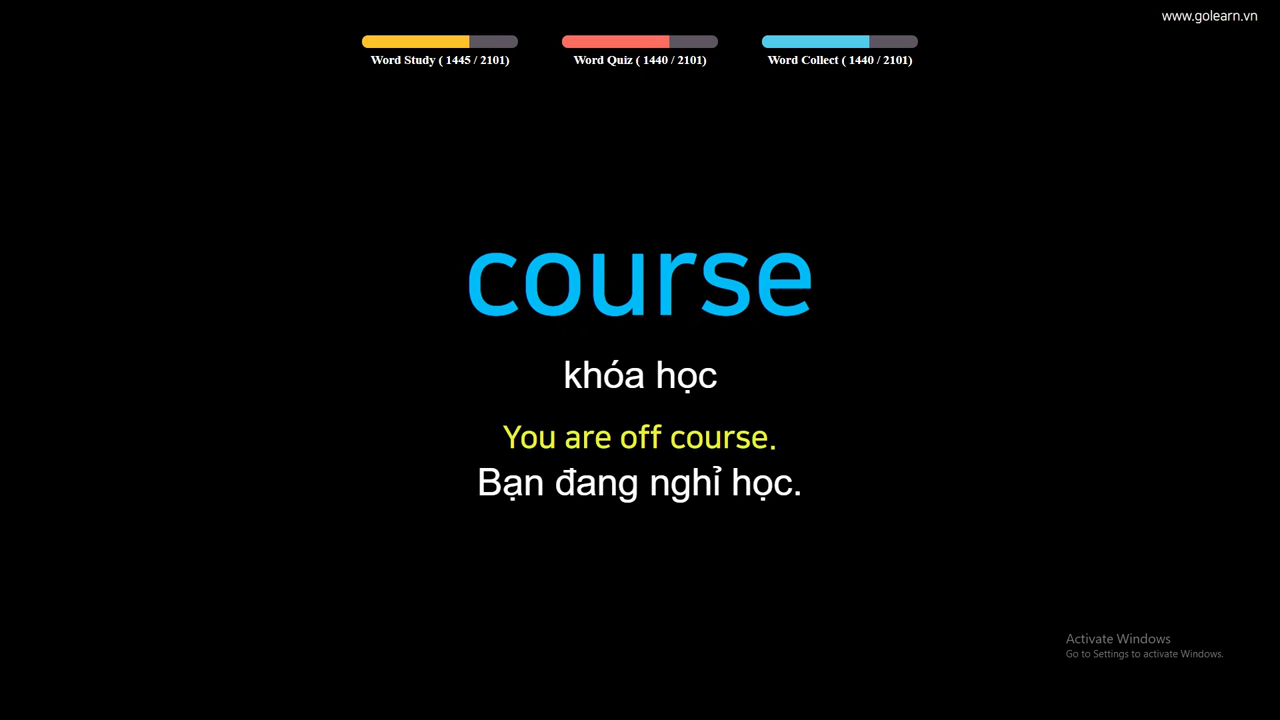 www.golearn.vn
Word Study ( 1445 / 2101)
Word Quiz ( 1440 / 2101)
Word Collect ( 1440 / 2101)
course
khóa học
You are off course.
Bạn đang nghỉ học.
Activate Windows
Go to Settings to activate Windows.